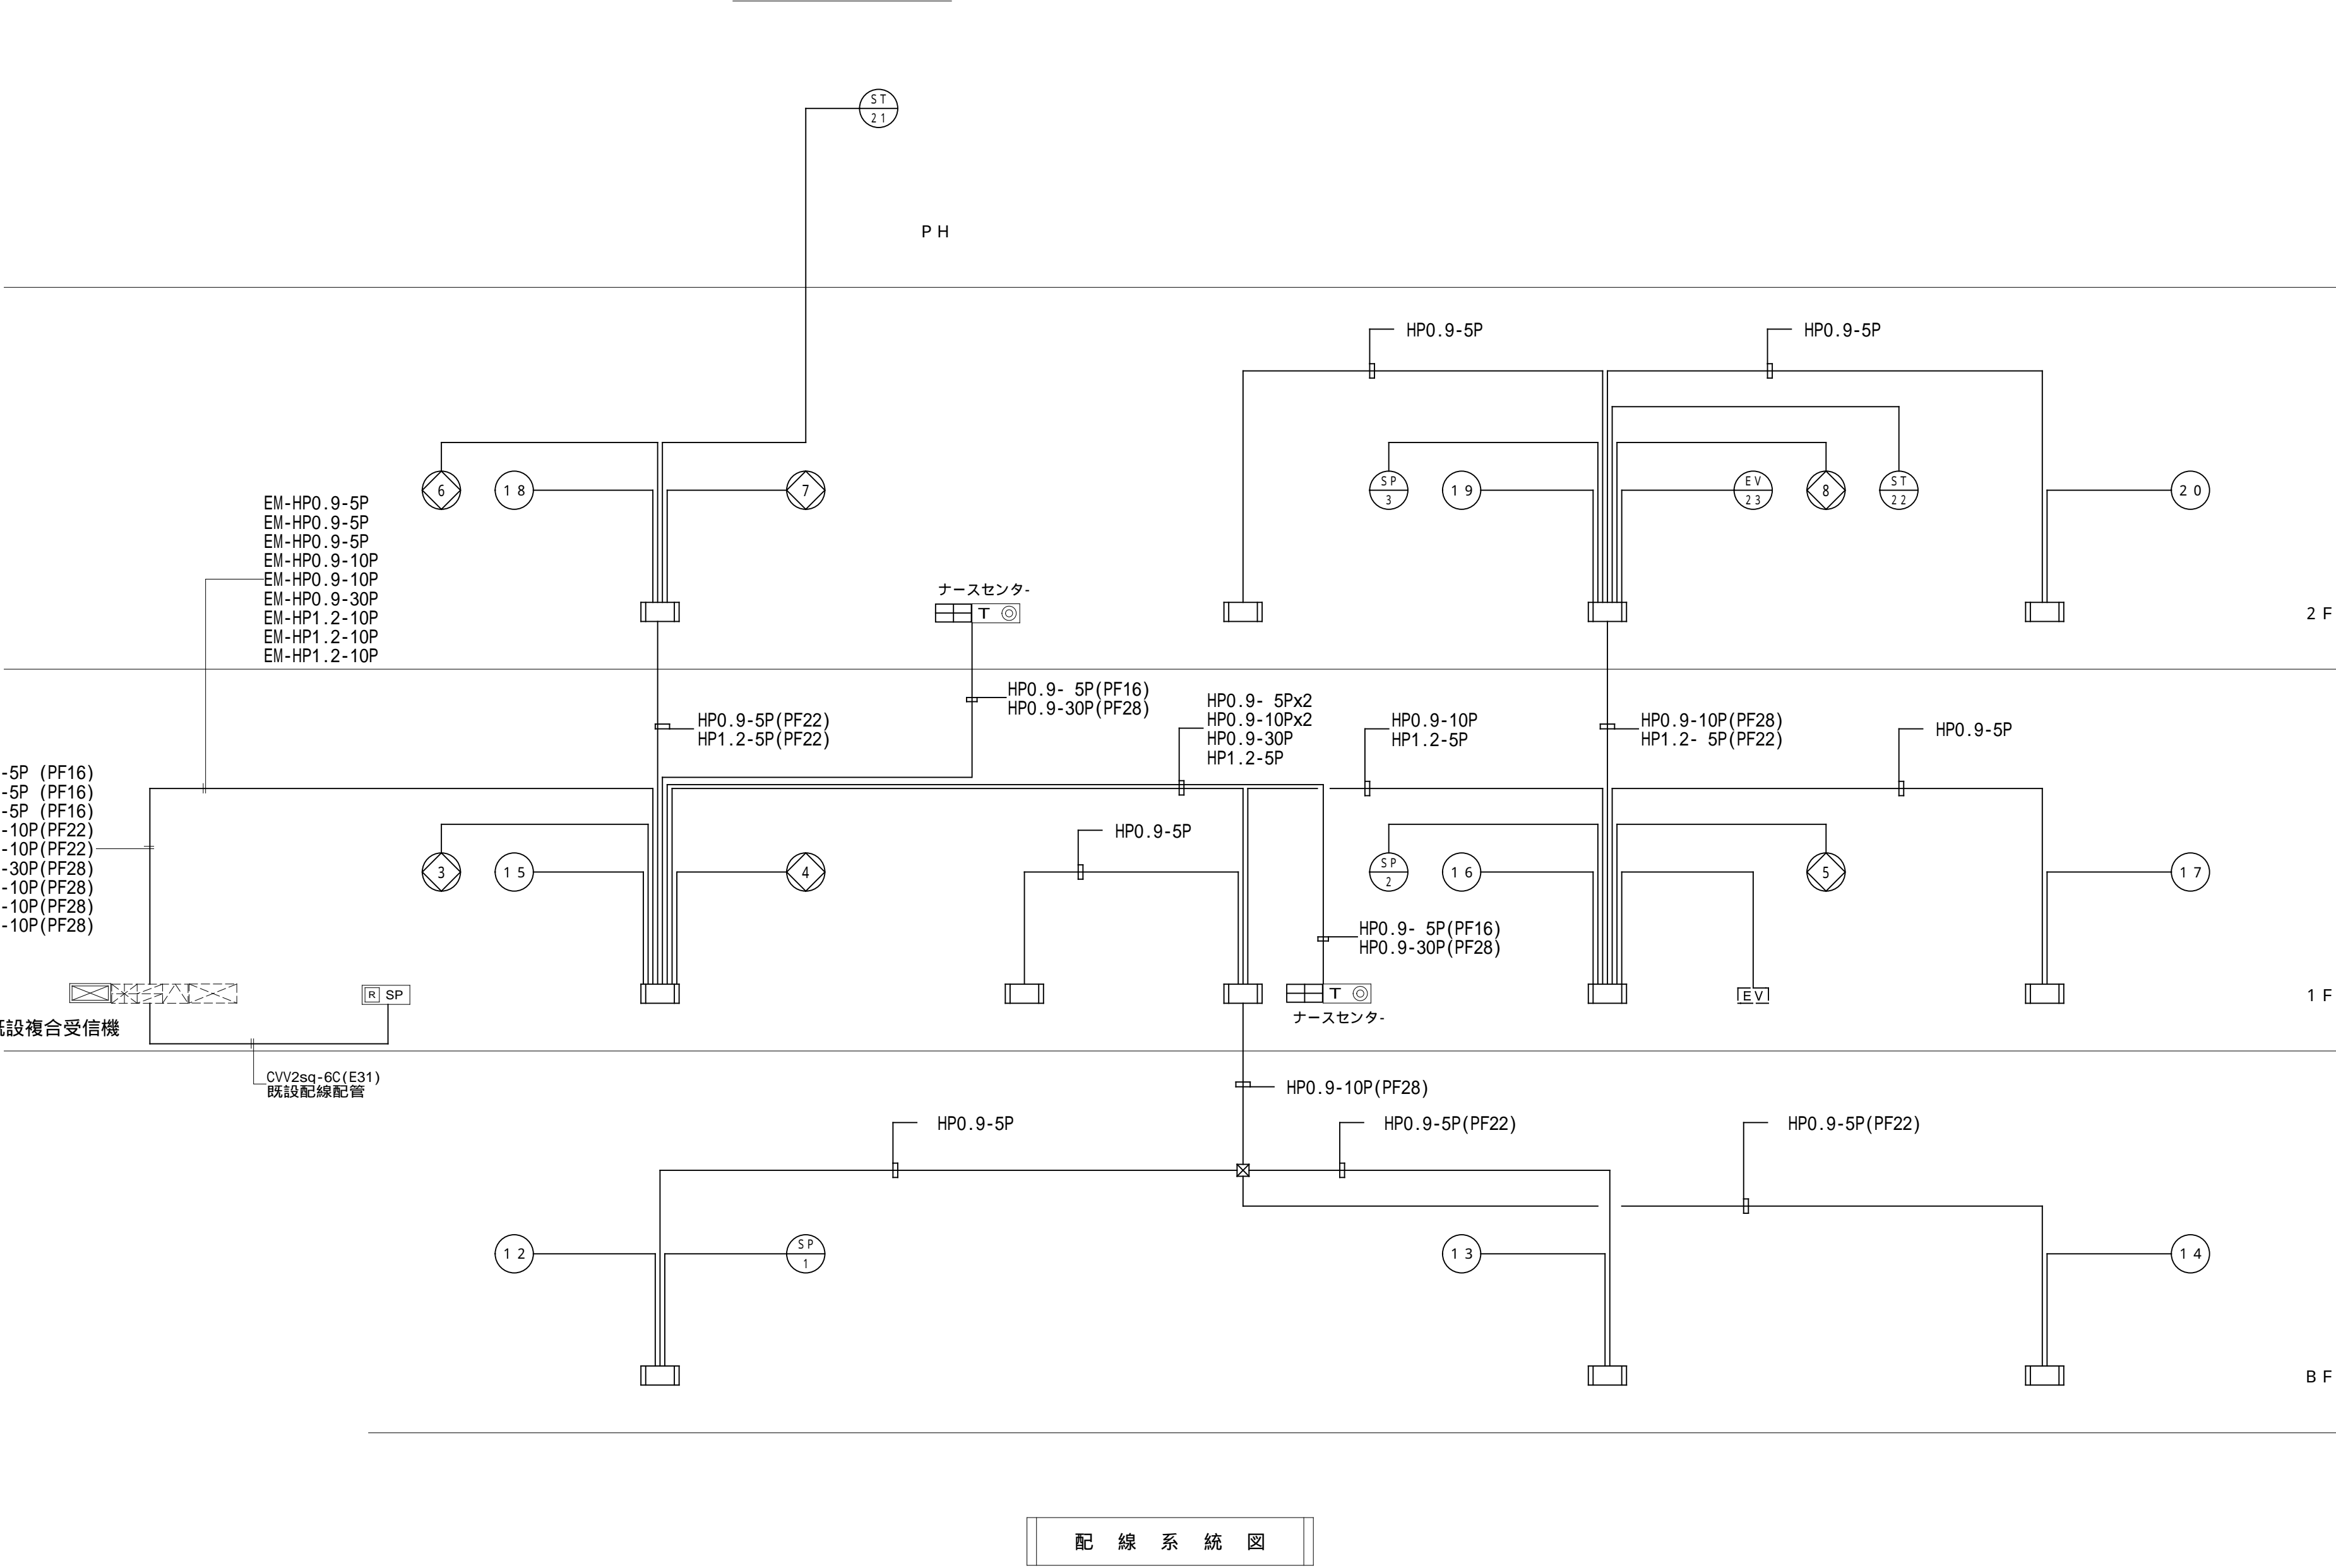 ST
21
PH
HP0.9-5P
HP0.9-5P
6
18
7
SP
3
19
EV
23
8
ST
22
20
EM-HP0.9-5P
EM-HP0.9-5P
EM-HP0.9-5P
EM-HP0.9-10P
EM-HP0.9-10P
EM-HP0.9-30P
EM-HP1.2-10P
EM-HP1.2-10P
EM-HP1.2-10P
ナースセンタ-
T
2F
HP0.9- 5P(PF16)
HP0.9-30P(PF28)
HP0.9-5P(PF22)
HP1.2-5P(PF22)
HP0.9- 5Px2
HP0.9-10Px2
HP0.9-30P
HP1.2-5P
HP0.9-10P
HP1.2-5P
HP0.9-10P(PF28)
HP1.2- 5P(PF22)
HP0.9-5P
-5P (PF16)
-5P (PF16)
-5P (PF16)
-10P(PF22)
-10P(PF22)
-30P(PF28)
-10P(PF28)
-10P(PF28)
-10P(PF28)
HP0.9-5P
3
15
4
SP
2
16
5
17
HP0.9- 5P(PF16)
HP0.9-30P(PF28)
R SP
T
EV
1F
既設複合受信機
ナースセンタ-
CVV2sq-6C(E31)
既設配線配管
HP0.9-10P(PF28)
HP0.9-5P
HP0.9-5P(PF22)
HP0.9-5P(PF22)
12
SP
1
13
14
BF
配線系統図